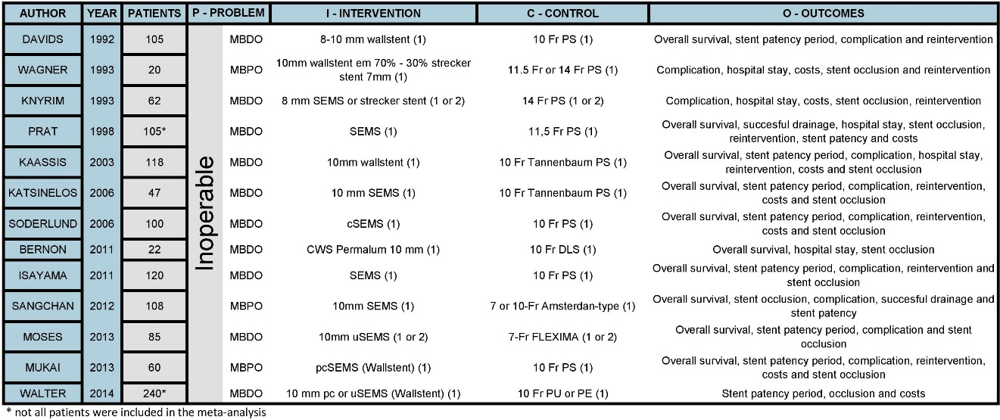 AUTHOR YEAR PATIENTS P - PROBLEM I - INTERVENTION C - CONTROL O - OUTCOMES
Inoperable
DAVIDS 1992 105 MBDO 8-10 mm wallstent (1) 10 Fr PS (1) Overall survival, stent patency period, complication and reintervention
WAGNER 1993 20 MBPO 10mm wallstent em 70% - 30% strecker
stent 7mm (1) 11.5 Fr or 14 Fr PS (1) Complication, hospital stay, costs, stent occlusion and reintervention
KNYRIM 1993 62 MBDO 8 mm SEMS or strecker stent (1 or 2) 14 Fr PS (1 or 2) Complication, hospital stay, costs, stent occlusion, reintervention
PRAT 1998 105* MBDO SEMS (1) 11,5 Fr PS (1) Overall survival, succesful drainage, hospital stay, stent occlusion,
reintervention, stent patency and costs
KAASSIS 2003 118 MBDO 10mm wallstent (1) 10 Fr Tannenbaum PS (1) Overall survival, stent patency period, complication, hospital stay,
reintervention, costs and stent occlusion
KATSINELOS 2006 47 MBDO 10 mm SEMS (1) 10 Fr Tannenbaum PS (1) Overall survival, stent patency period, complication, reintervention,
costs and stent occlusion
SODERLUND 2006 100 MBDO cSEMS (1) 10 Fr PS (1) Overall survival, stent patency period, complication, reintervention,
costs and stent occlusion
BERNON 2011 22 MBDO CWS Permalum 10 mm (1) 10 Fr DLS (1) Overall survival, hospital stay, stent occlusion
ISAYAMA 2011 120 MBDO SEMS (1) 10 Fr PS (1) Overall survival, stent patency period, complication, reintervention and
stent occlusion
SANGCHAN 2012 108 MBPO 10mm SEMS (1) 7 or 10-Fr Amsterdan-type (1) Overall survival, stent occlusion, complication, succesful drainage and
stent patency
MOSES 2013 85 MBDO 10mm uSEMS (1 or 2) 7-Fr FLEXIMA (1 or 2) Overall survival, stent patency period, complication and stent
occlusion
MUKAI 2013 60 MBPO pcSEMS (Wallstent) (1) 10 Fr PS (1) Overall survival, stent patency period, complication, reintervention,
costs and stent occlusion
WALTER 2014 240* MBDO 10 mm pc or uSEMS (Wallstent) (1) 10 Fr PU or PE (1) Stent patency period, occlusion and costs
* not all patients were included in the meta-analysis